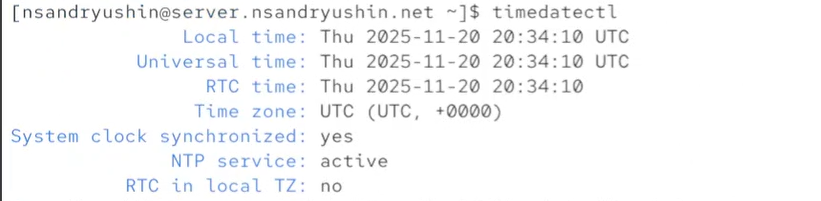 [nsandryushin@server.nsandryushin.net ~]$ timedatectl
Local time: Thu 2025-11-20 20:34:10 UTC
Universal time: Thu 2025-11-20 20:34:10 UTC
RTC time: Thu 2025-11-20 20:34:10
Time zone: UTC (UTC, +0000)
System clock synchronized: yes
NTP service: active
RTC in local TZ: no